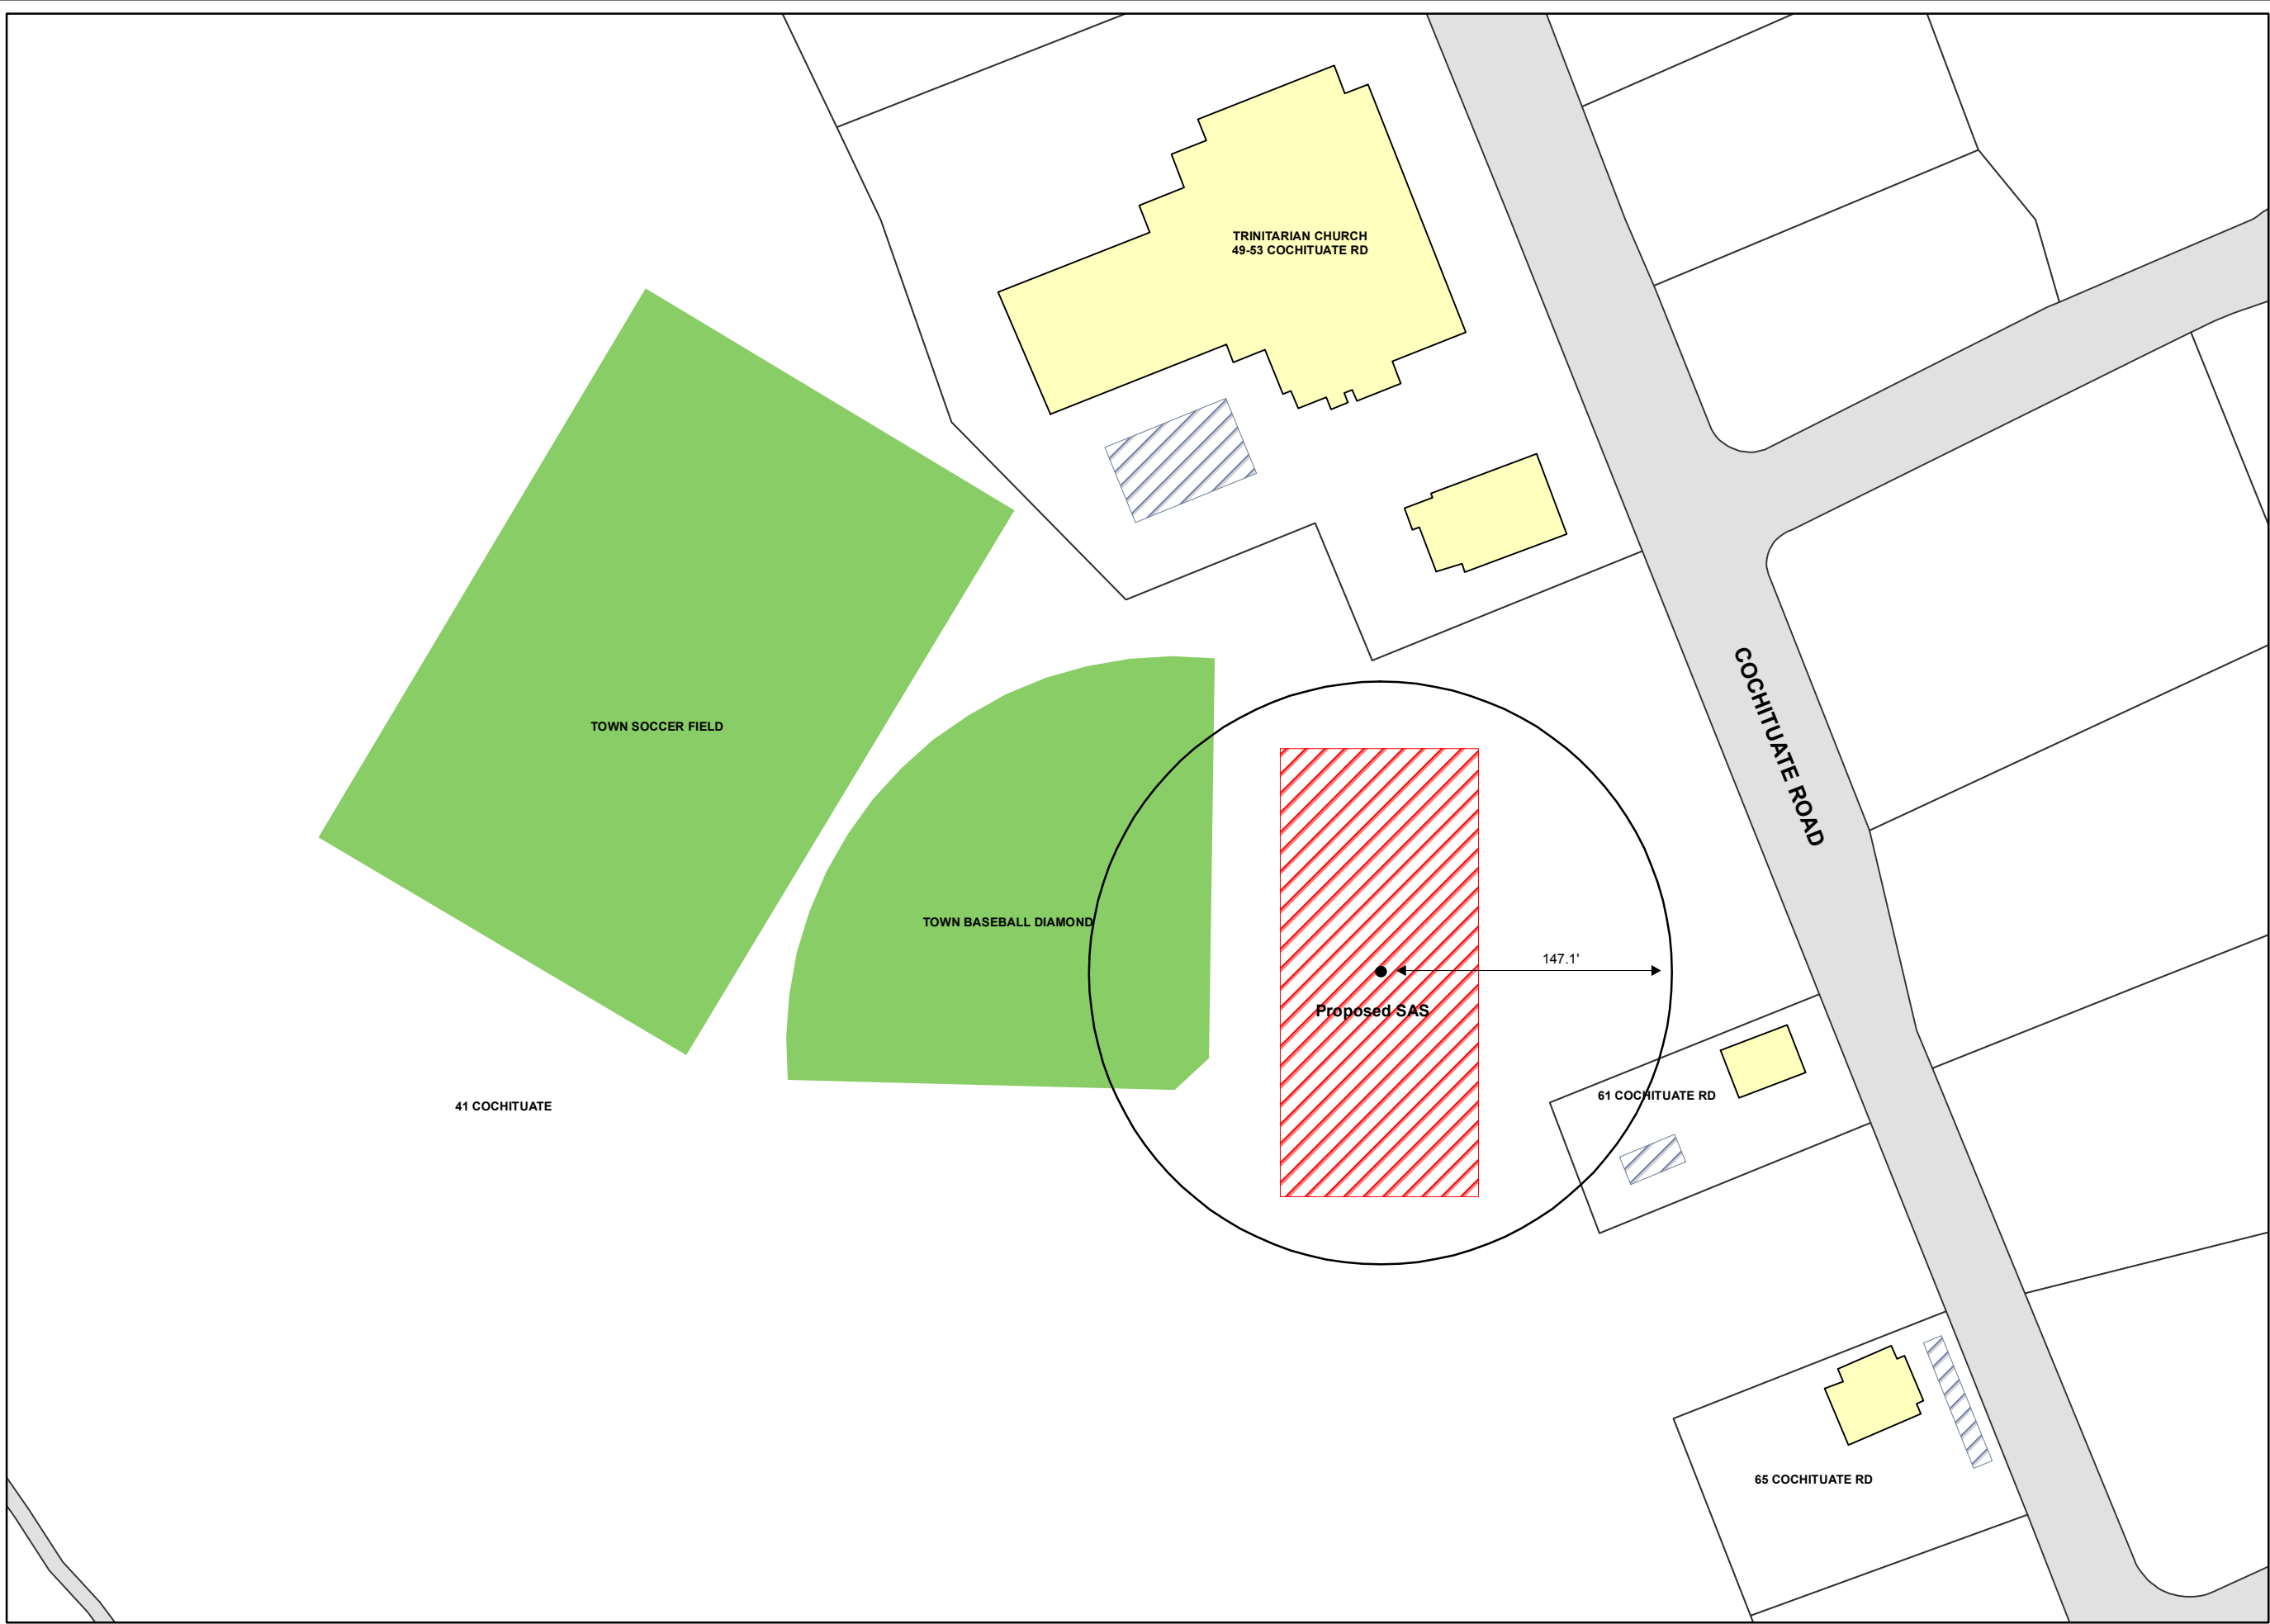 TRINITARIAN CHURCH
49-53 COCHITUATE RD
COCHITUATE ROAD
TOWN SOCCER FIELD
TOWN BASEBALL DIAMOND
147.1'
Proposed SAS
61 COCHITUATE RD
41 COCHITUATE
65 COCHITUATE RD